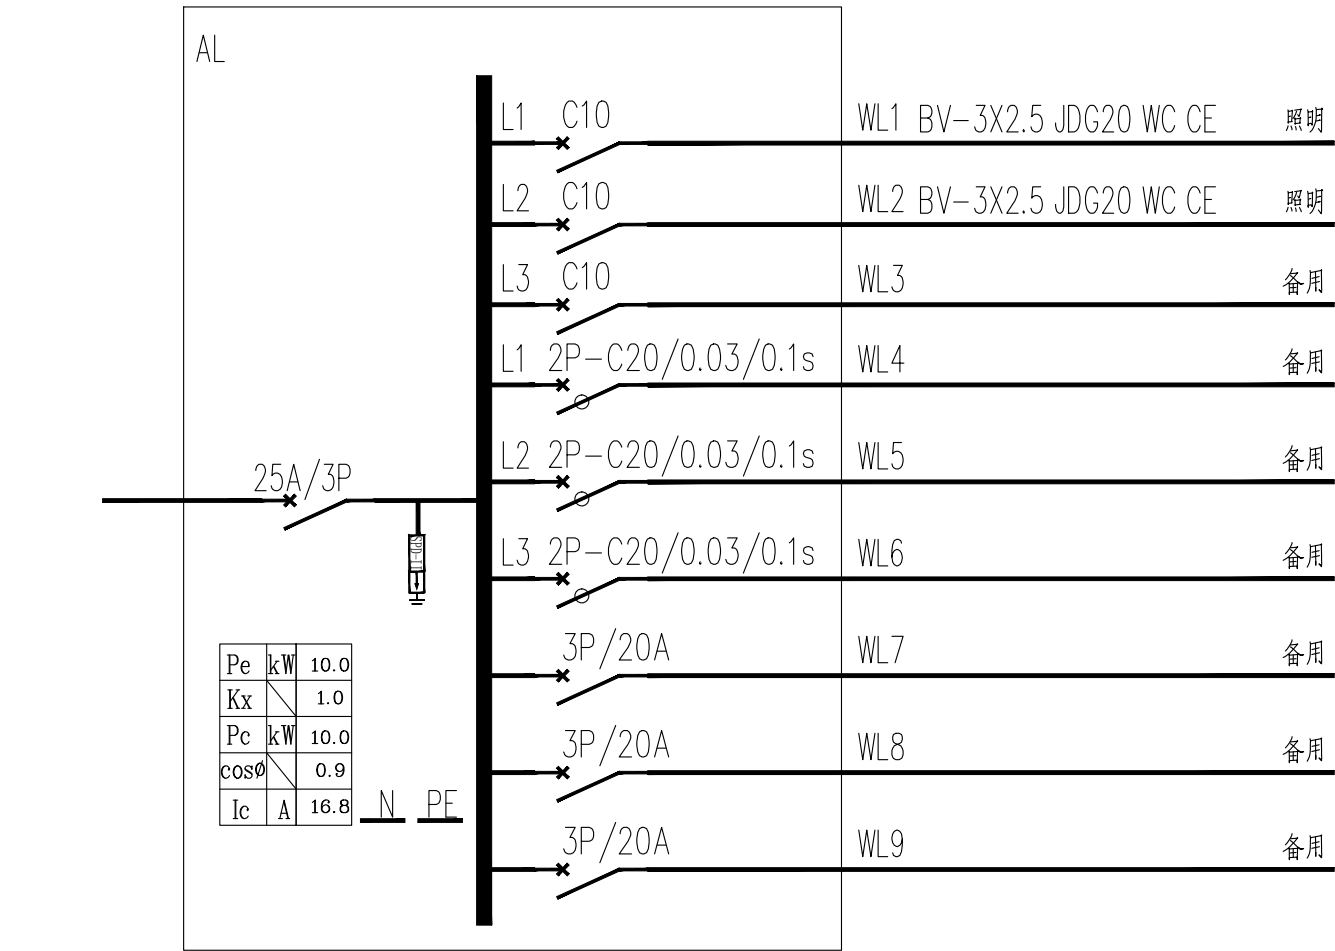 AL
L1 C10 WL1 BV-3X2.5 JDG20 WC CE 照明
L2 C10 WL2 BV-3X2.5 JDG20 WC CE 照明
L3 C10 WL3 备用
L1 2P-C20/0.03/0.1s WL4 备用
L2 2P-C20/0.03/0.1s WL5 备用
25A/3P
SPD-II
L3 2P-C20/0.03/0.1s WL6 备用
3P/20A WL7 备用
3P/20A WL8 备用
3P/20A WL9 备用
Pe kW 10.0
Kx 1.0
Pc kW 10.0
cosø 0.9
Ic A 16.8
N PE